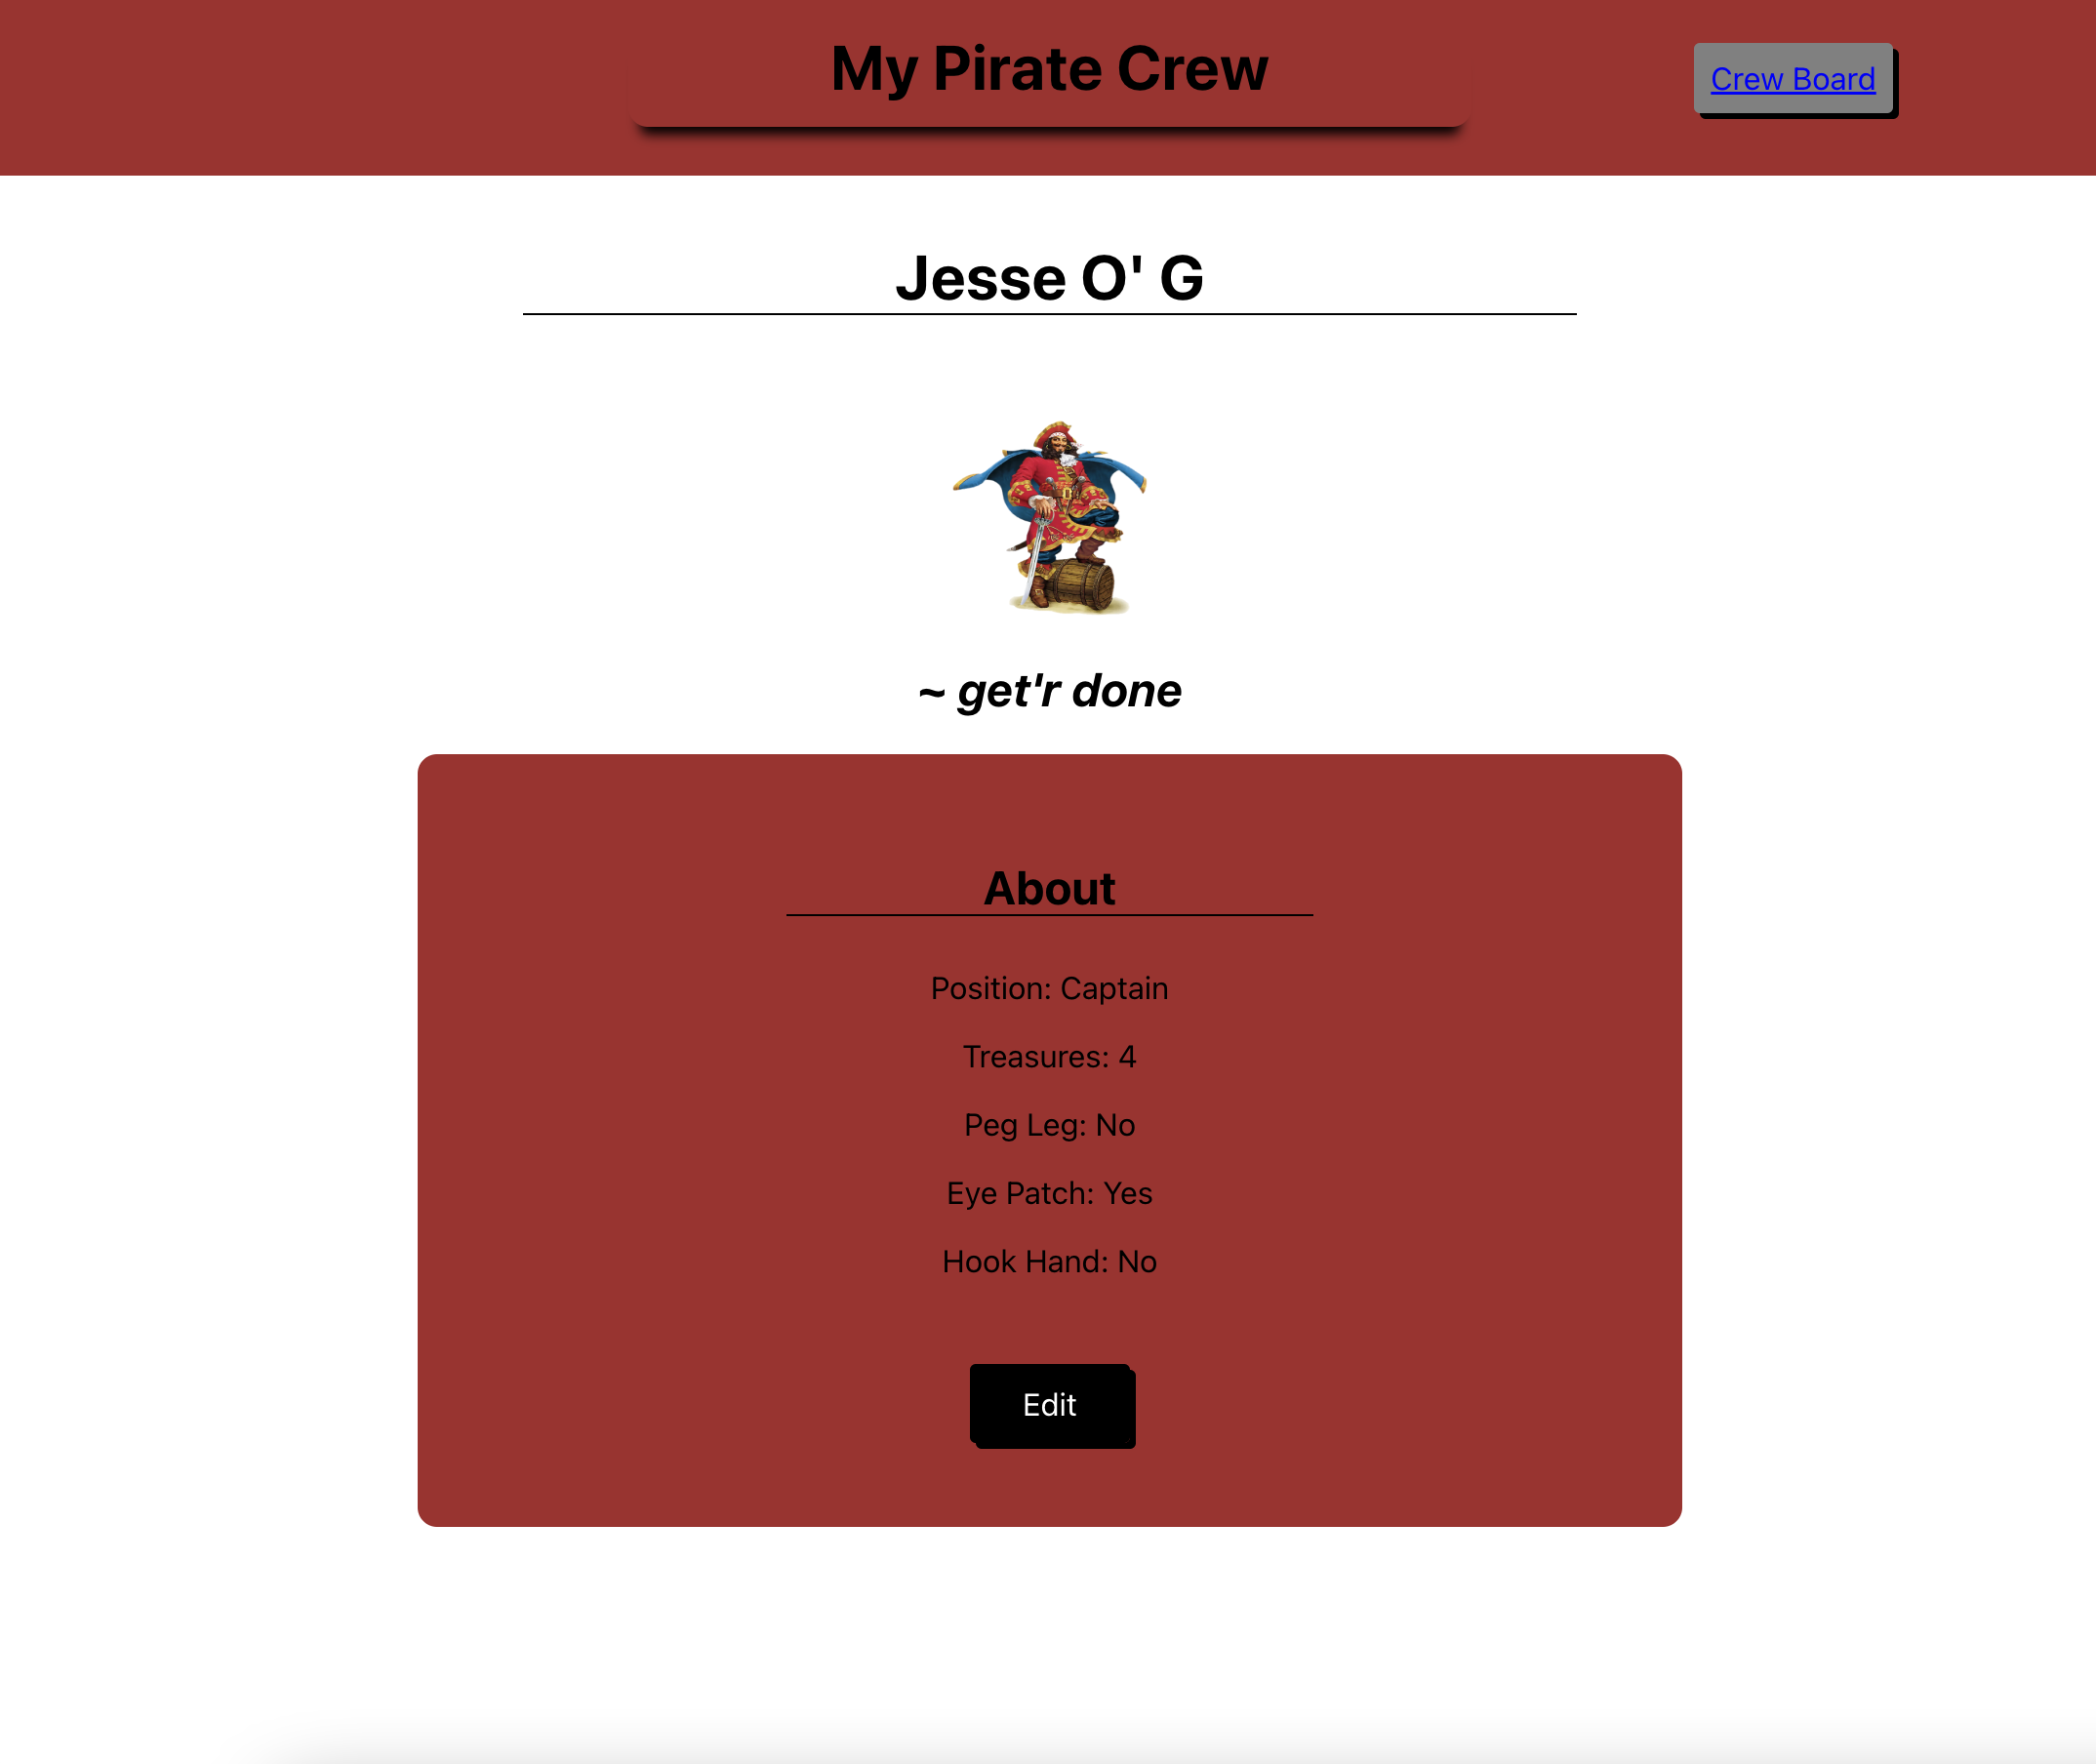 My Pirate Crew
Crew Board
Jesse O' G
~ get'r done
About
Position: Captain
Treasures: 4
Peg Leg: No
Eye Patch: Yes
Hook Hand: No
Edit